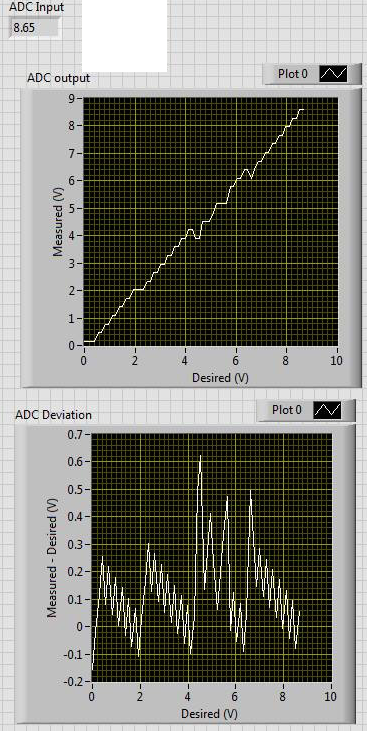 ADC Input
8.65
ADC output
Plot 0
9
8
7
6
5
4
3
2
1
0
Measured (V)
0 2 4 6 8 10
Desired (V)
ADC Deviation
Plot 0
0.7
0.6
0.5
0.4
0.3
0.2
0.1
0
-0.1
-0.2
Measured - Desired (V)
0 2 4 6 8 10
Desired (V)